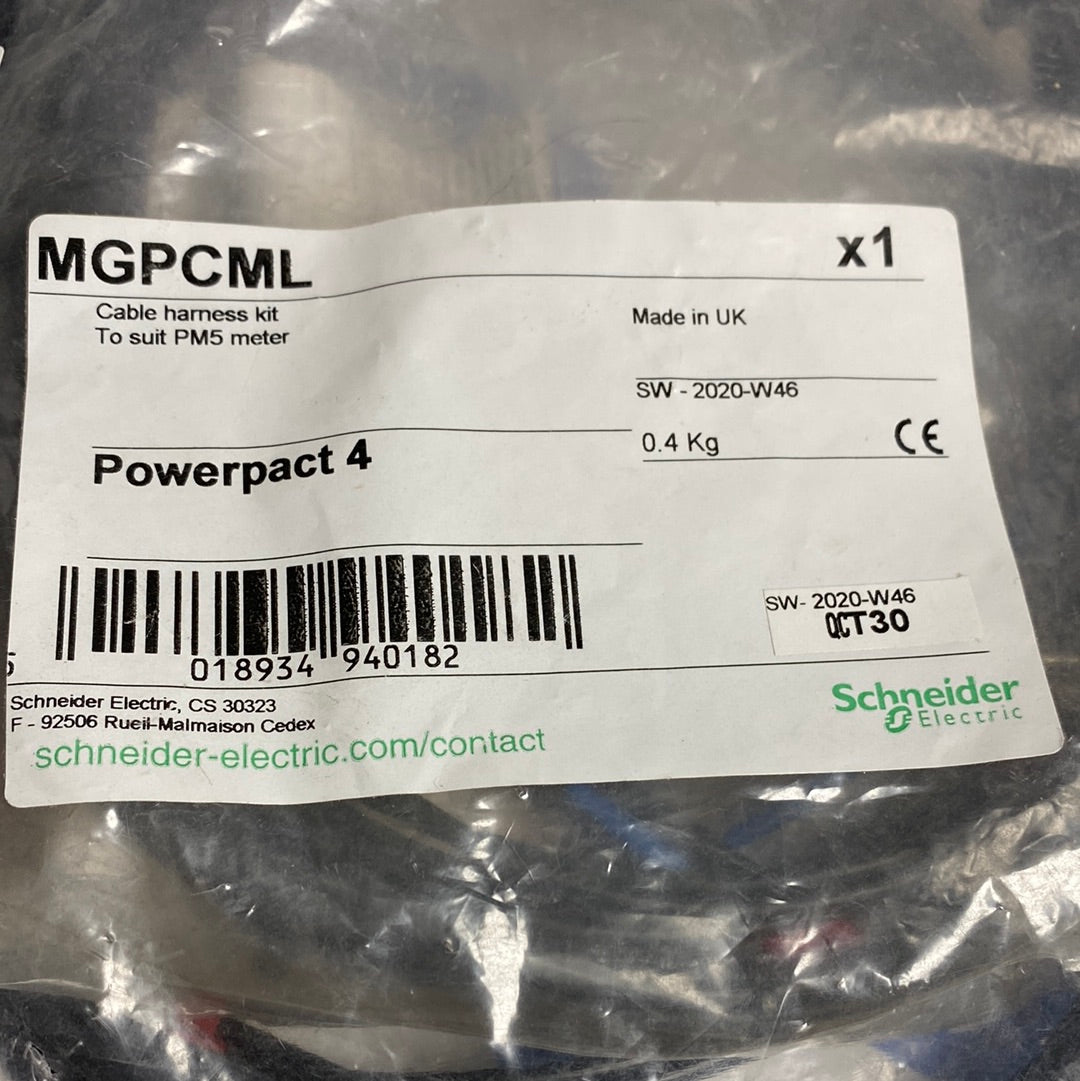 MGPCML
x1
Cable harness kit
To suit PM5 meter
Made in UK
SW - 2020-W46
0.4 Kg
CE
Powerpact 4
SW- 2020-W46
QCT30
5 018934 940182
Schneider Electric, CS 30323
F - 92506 Rueil-Malmaison Cedex
schneider-electric.com/contact
Schneider
Electric